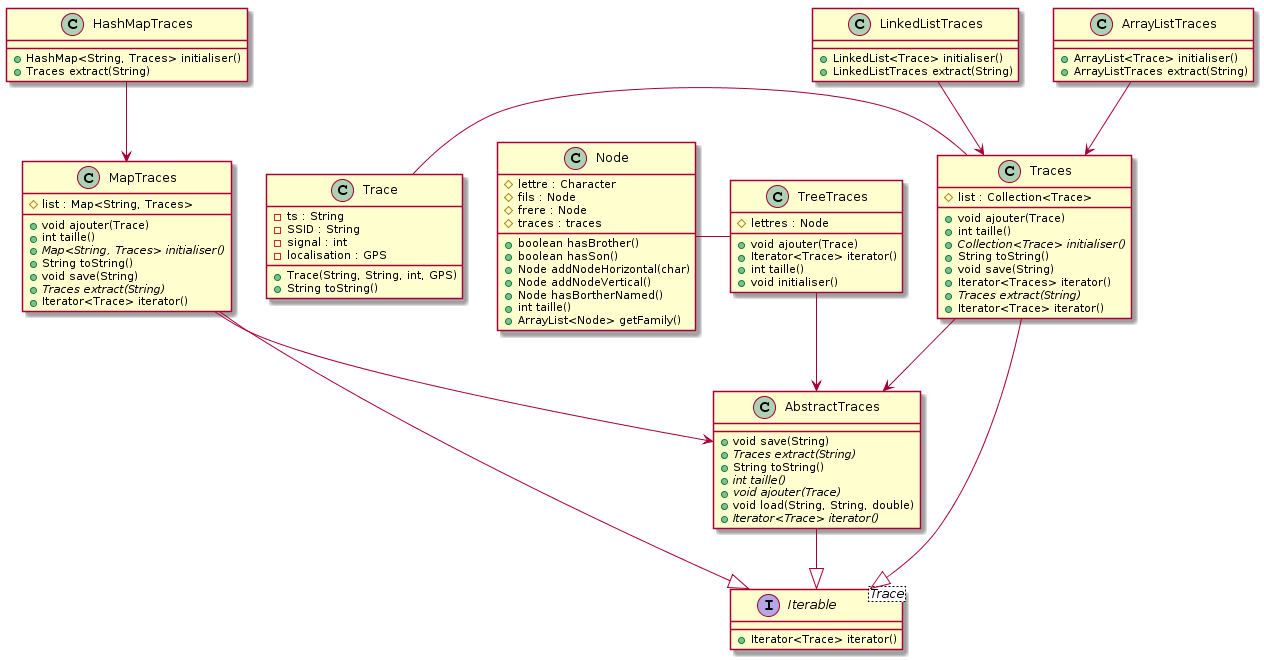 C HashMapTraces
HashMap<String, Traces> initialiser()
Traces extract(String)
C LinkedListTraces
LinkedList<Trace> initialiser()
LinkedListTraces extract(String)
C ArrayListTraces
ArrayList<Trace> initialiser()
ArrayListTraces extract(String)
C MapTraces
list : Map<String, Traces>
void ajouter(Trace)
int taille()
Map<String, Traces> initialiser()
String toString()
void save(String)
Traces extract(String)
Iterator<Trace> iterator()
C Trace
ts : String
SSID : String
signal : int
localisation : GPS
Trace(String, String, int, GPS)
String toString()
C Node
lettre : Character
fils : Node
frere : Node
traces : traces
boolean hasBrother()
boolean hasSon()
Node addNodeHorizontal(char)
Node addNodeVertical()
Node hasBortherNamed()
int taille()
ArrayList<Node> getFamily()
C TreeTraces
lettres : Node
void ajouter(Trace)
Iterator<Trace> iterator()
int taille()
void initialiser()
C Traces
list : Collection<Trace>
void ajouter(Trace)
int taille()
Collection<Trace> initialiser()
String toString()
void save(String)
Iterator<Traces> iterator()
Traces extract(String)
Iterator<Trace> iterator()
C AbstractTraces
void save(String)
Traces extract(String)
String toString()
int taille()
void ajouter(Trace)
void load(String, String, double)
Iterator<Trace> iterator()
I Iterable
Trace
Iterator<Trace> iterator()